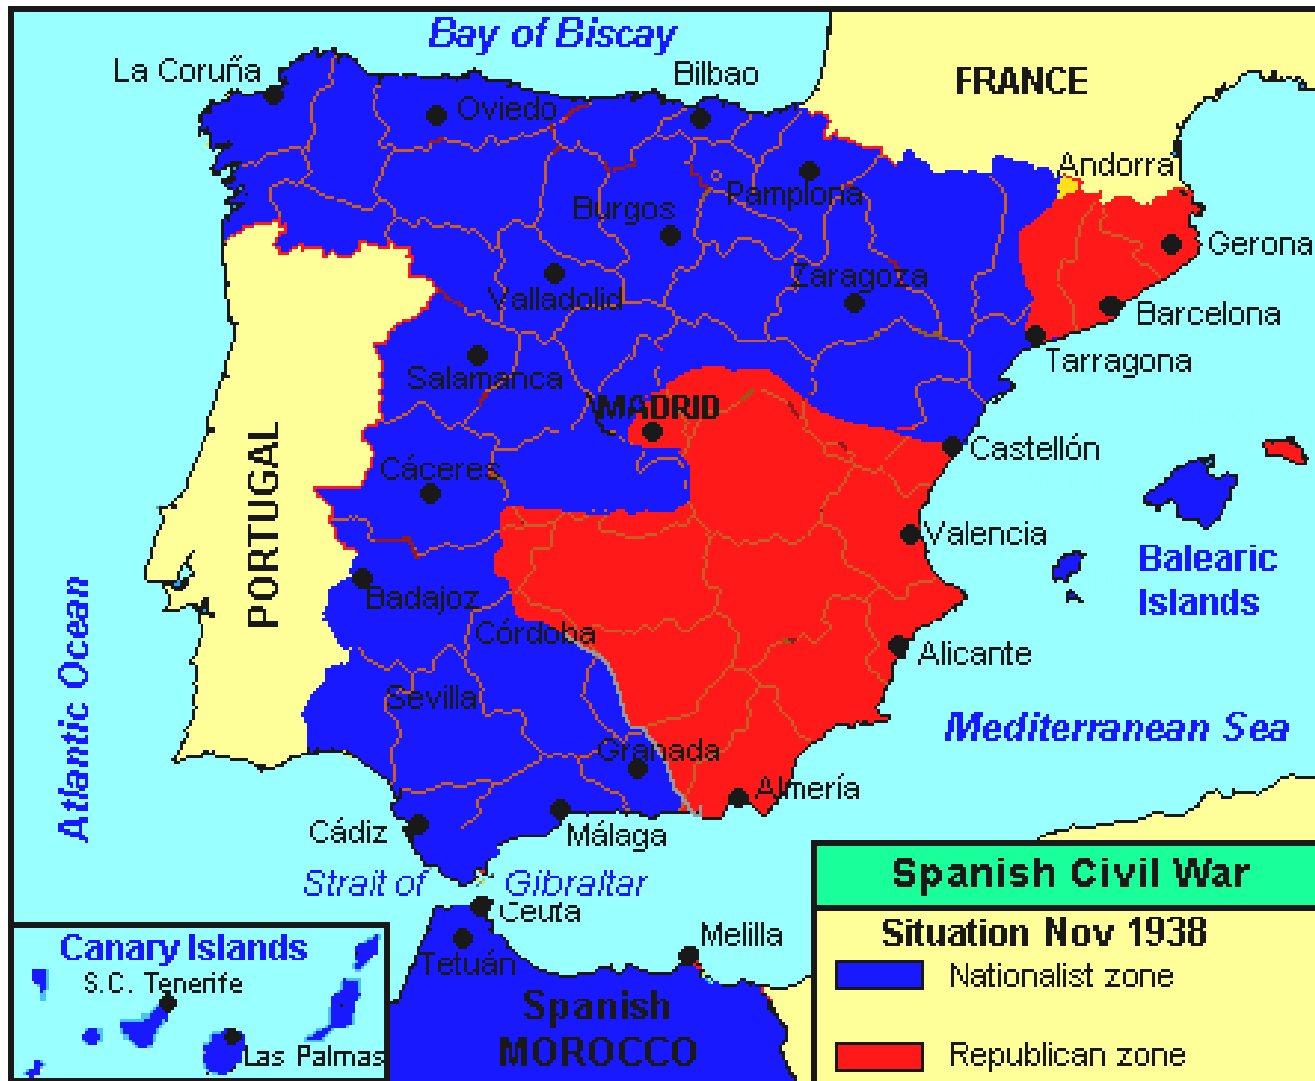 Bay of Biscay
La Coruña
Bilbao
FRANCE
Oviedo
Andorra
Pamplona
Burgos
Gerona
Zaragoza
Valladolid
Barcelona
Tarragona
Salamanca
MADRID
Castellón
Cáceres
PORTUGAL
Valencia
Balearic
Islands
Badajoz
Córdoba
Alicante
Atlantic Ocean
Sevilla
Mediterranean Sea
Granada
Almería
Cádiz
Málaga
Strait of Gibraltar
Ceuta
Melilla
Tetuán
Spanish
MOROCCO
Canary Islands
S.C. Tenerife
Las Palmas
Spanish Civil War
Situation Nov 1938
Nationalist zone
Republican zone